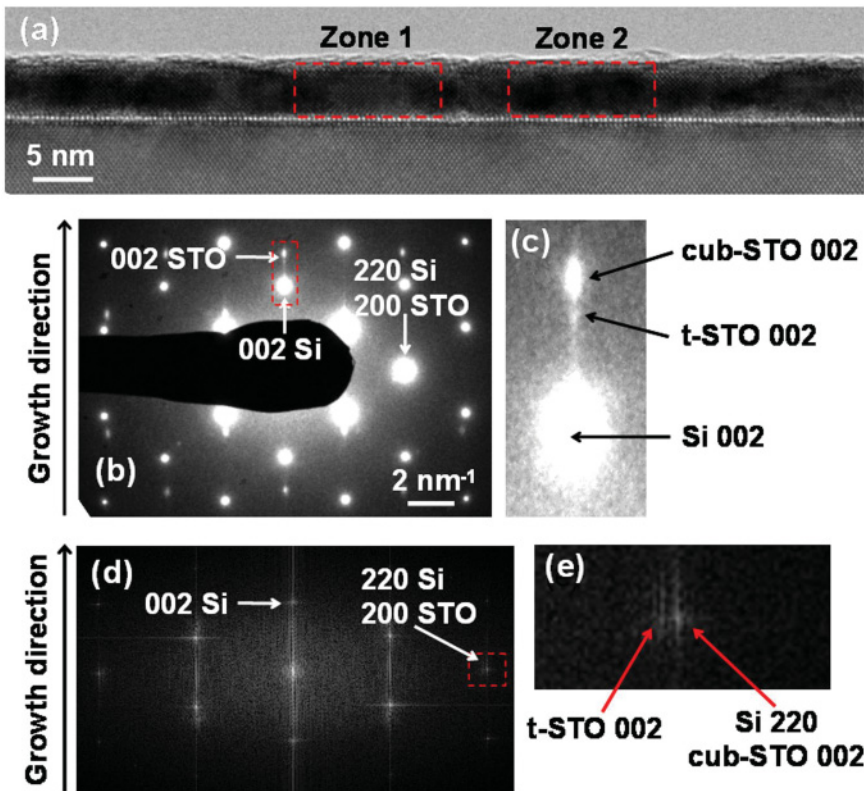 (a)
Zone 1
Zone 2
5 nm
Growth direction
002 STO
220 Si
200 STO
002 Si
(b)
2 nm-1
(c)
cub-STO 002
t-STO 002
Si 002
Growth direction
(d)
002 Si
220 Si
200 STO
(e)
t-STO 002
Si 220
cub-STO 002